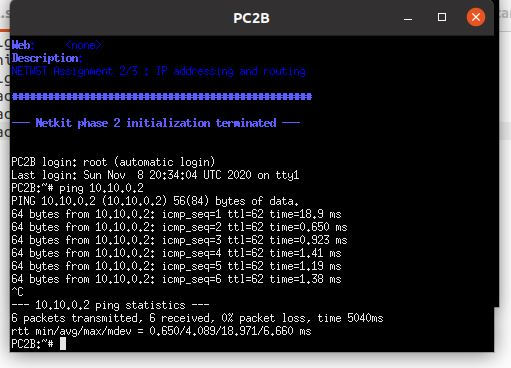 PC2B
Web: <none>
Description:
NETWST Assignment 2/3 : IP addressing and routing
##################################################
--- Netkit phase 2 initialization terminated ---
PC2B login: root (automatic login)
Last login: Sun Nov  8 20:34:04 UTC 2020 on tty1
PC2B:~# ping 10.10.0.2
PING 10.10.0.2 (10.10.0.2) 56(84) bytes of data.
64 bytes from 10.10.0.2: icmp_seq=1 ttl=62 time=18.9 ms
64 bytes from 10.10.0.2: icmp_seq=2 ttl=62 time=0.650 ms
64 bytes from 10.10.0.2: icmp_seq=3 ttl=62 time=0.923 ms
64 bytes from 10.10.0.2: icmp_seq=4 ttl=62 time=1.41 ms
64 bytes from 10.10.0.2: icmp_seq=5 ttl=62 time=1.19 ms
64 bytes from 10.10.0.2: icmp_seq=6 ttl=62 time=1.38 ms
^C
--- 10.10.0.2 ping statistics ---
6 packets transmitted, 6 received, 0% packet loss, time 5040ms
rtt min/avg/max/mdev = 0.650/4.089/18.971/6.660 ms
PC2B:~#